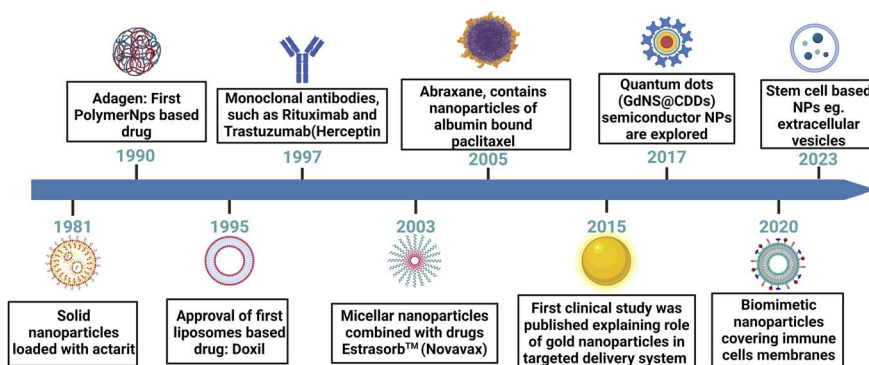 Adagen: First
PolymerNps based
drug
1990
Monoclonal antibodies,
such as Rituximab and
Trastuzumab(Herceptin
1997
Abraxane, contains
nanoparticles of
albumin bound
paclitaxel
2005
Quantum dots
(GdNS@CDDs)
semiconductor NPs
are explored
2017
Stem cell based
NPs eg.
extracellular
vesicles
2023
1981
Solid
nanoparticles
loaded with actarit
1995
Approval of first
liposomes based
drug: Doxil
2003
Micellar nanoparticles
combined with drugs
Estrasorb™ (Novavax)
2015
First clinical study was
published explaining role
of gold nanoparticles in
targeted delivery system
2020
Biomimetic
nanoparticles
covering immune
cells membranes